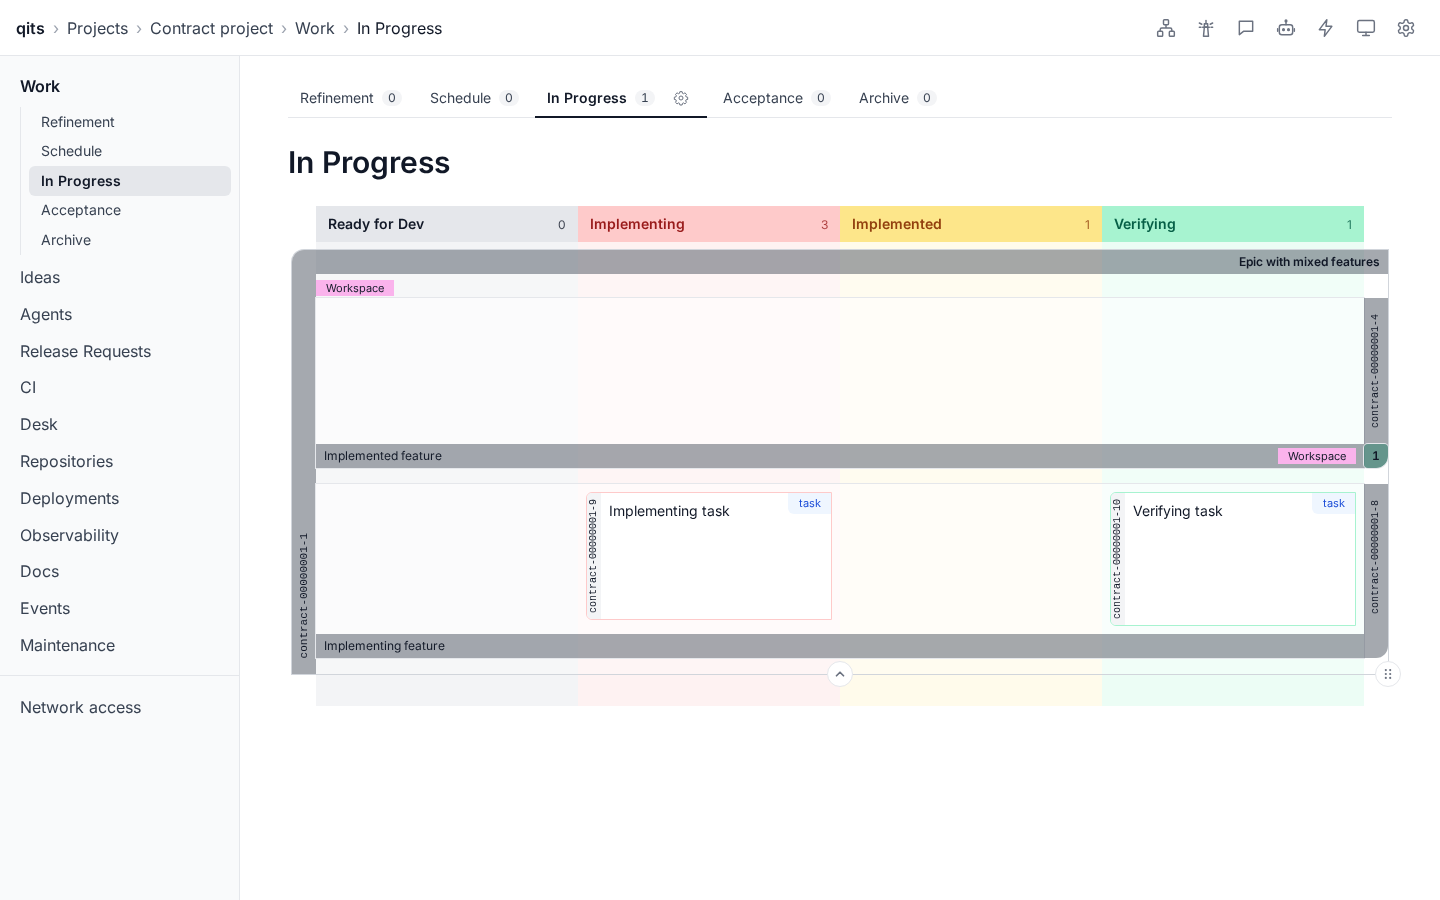 qits › Projects › Contract project › Work › In Progress
Work
Refinement
Schedule
In Progress
Acceptance
Archive
Ideas
Agents
Release Requests
CI
Desk
Repositories
Deployments
Observability
Docs
Events
Maintenance
Network access
Refinement 0 Schedule 0 In Progress 1 Acceptance 0 Archive 0
In Progress
Ready for Dev 0 Implementing 3 Implemented 1 Verifying 1
Epic with mixed features
Workspace
contract-00000001-4
Implemented feature Workspace 1
contract-00000001-1
contract-00000001-9
Implementing task task
contract-00000001-10
Verifying task task
contract-00000001-8
Implementing feature